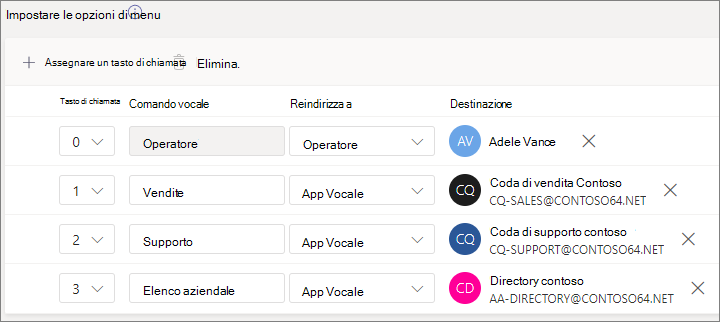 Impostare le opzioni di menu
Assegnare un tasto di chiamata Elimina.
Tasto di chiamata Comando vocale Reindirizza a Destinazione
0 Operatore Operatore AV Adele Vance
1 Vendite App Vocale CQ Coda di vendita Contoso
CQ-SALES@CONTOSO64.NET
2 Supporto App Vocale CQ Coda di supporto contoso
CQ-SUPPORT@CONTOSO64.NET
3 Elenco aziendale App Vocale CD Directory contoso
AA-DIRECTORY@CONTOSO64.NET